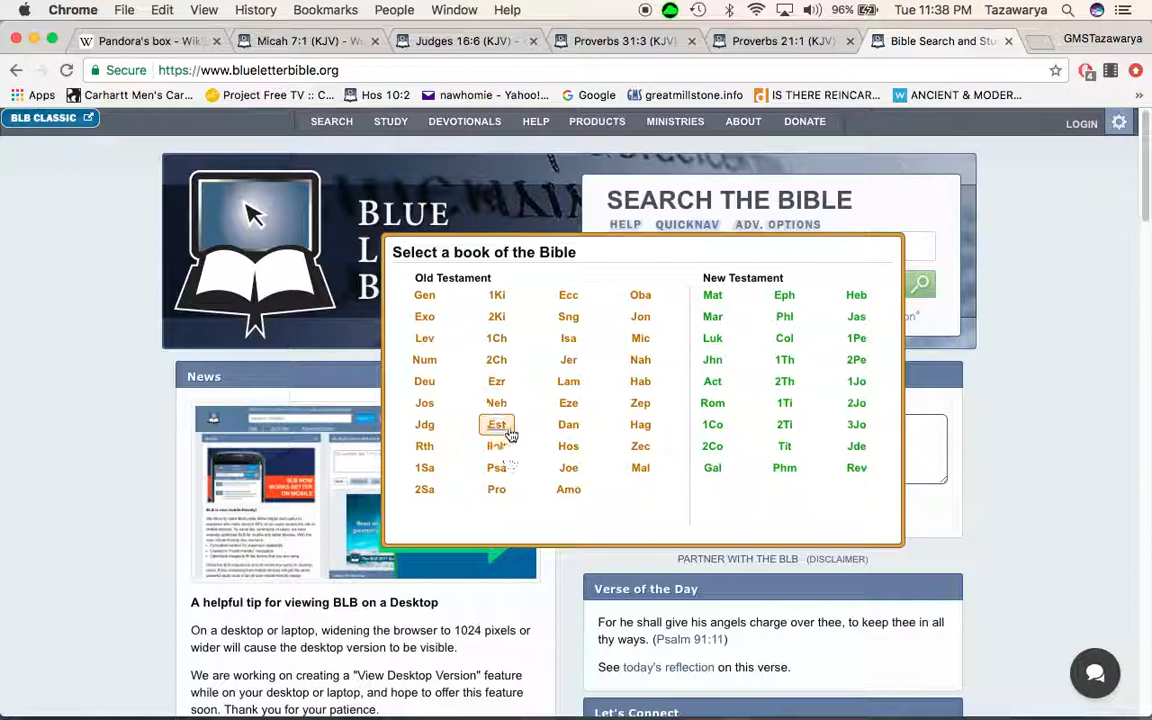 Chrome File Edit View History Bookmarks People Window Help 96% Tue 11:38 PM Tazawarya
Pandora's box - Wiki Micah 7:1 (KJV) - W Judges 16:6 (KJV) - Proverbs 31:3 (KJV) Proverbs 21:1 (KJV) Bible Search and Stu GMSTazawarya
Secure https://www.blueletterbible.org
Apps Carhartt Men's Car... Project Free TV :: C... Hos 10:2 nawhomie - Yahoo!... Google GMS greatmillstone.info IS THERE REINCAR... ANCIENT & MODER... »
BLB CLASSIC SEARCH STUDY DEVOTIONALS HELP PRODUCTS MINISTRIES ABOUT DONATE LOGIN
BLUE
L
B
SEARCH THE BIBLE
HELP QUICKNAV ADV. OPTIONS
Select a book of the Bible
Old Testament New Testament
Gen 1Ki Ecc Oba Mat Eph Heb
Exo 2Ki Sng Jon Mar Phl Jas
Lev 1Ch Isa Mic Luk Col 1Pe
Num 2Ch Jer Nah Jhn 1Th 2Pe
Deu Ezr Lam Hab Act 2Th 1Jo
Jos Neh Eze Zep Rom 1Ti 2Jo
Jdg Est Dan Hag 1Co 2Ti 3Jo
Rth Hos Zec 2Co Tit Jde
1Sa Psa Joe Mal Gal Phm Rev
2Sa Pro Amo
News
A helpful tip for viewing BLB on a Desktop
On a desktop or laptop, widening the browser to 1024 pixels or
wider will cause the desktop version to be visible.
We are working on creating a "View Desktop Version" feature
while on your desktop or laptop, and hope to offer this feature
soon. Thank you for your patience.
PARTNER WITH THE BLB (DISCLAIMER)
Verse of the Day
For he shall give his angels charge over thee, to keep thee in all
thy ways. (Psalm 91:11)
See today's reflection on this verse.
Let's Connect